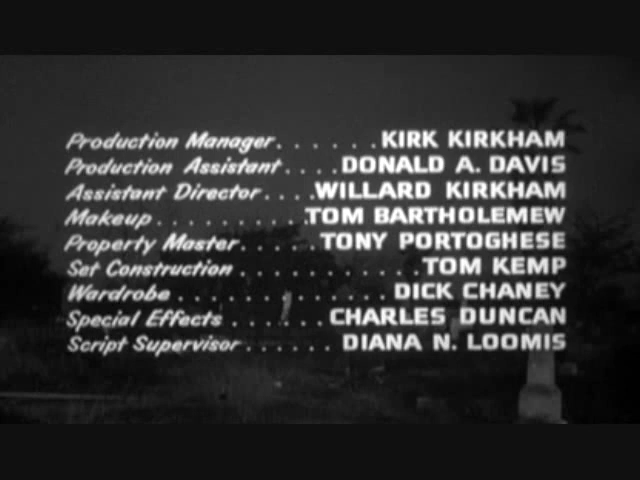 Production Manager. . . . . . .KIRK KIRKHAM
Production Assistant. . . .DONALD A. DAVIS
Assistant Director. . . .WILLARD KIRKHAM
Makeup. . . . . . . . . . .TOM BARTHOLEMEW
Property Master. . . . . .TONY PORTOGHESE
Set Construction . . . . . . . . . . . .TOM KEMP
Wardrobe . . . . . . . . . . . . . .DICK CHANEY
Special Effects . . . . . . .CHARLES DUNCAN
Script Supervisor. . . . . . DIANA N. LOOMIS